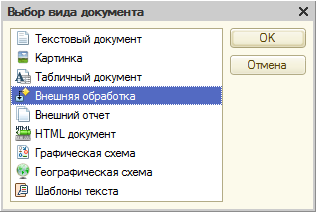 Выбор вида документа
Текстовый документ
OK
Картинка
Табличный документ
Отмена
Внешняя обработка
Внешний отчет
HTML документ
Графическая схема
Географическая схема
Шаблоны текста